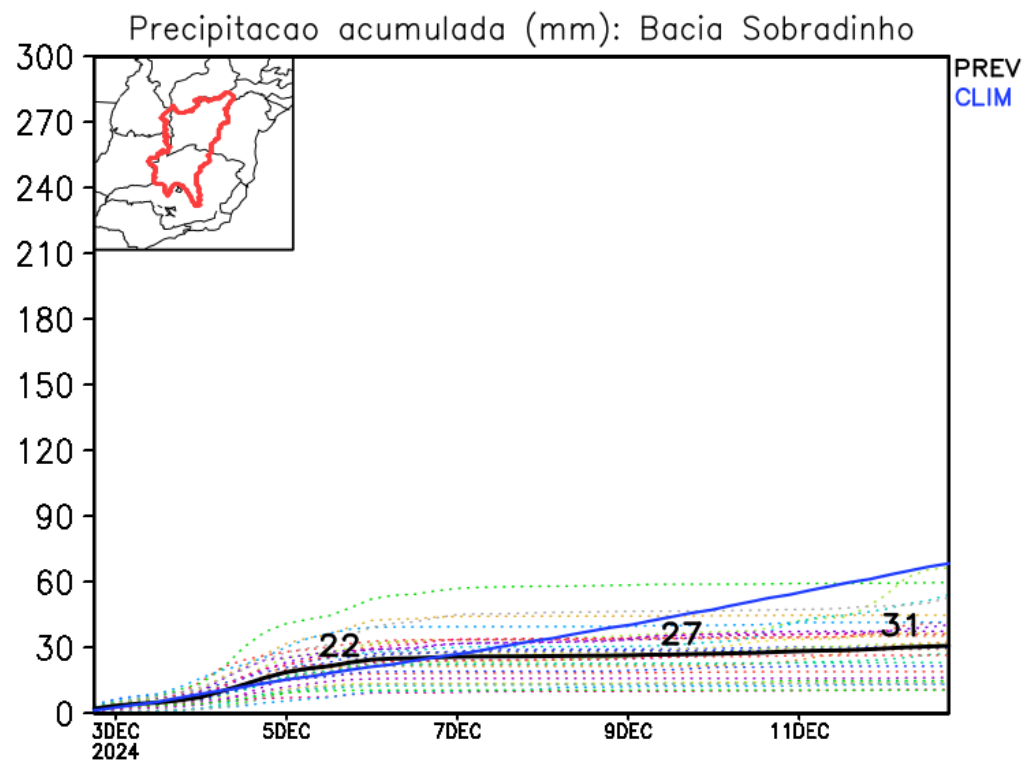 Precipitacao acumulada (mm): Bacia Sobradinho
PREV
CLIM
300
270
240
210
180
150
120
90
60
30
0
22
27
31
3DEC
5DEC
7DEC
9DEC
11DEC
2024